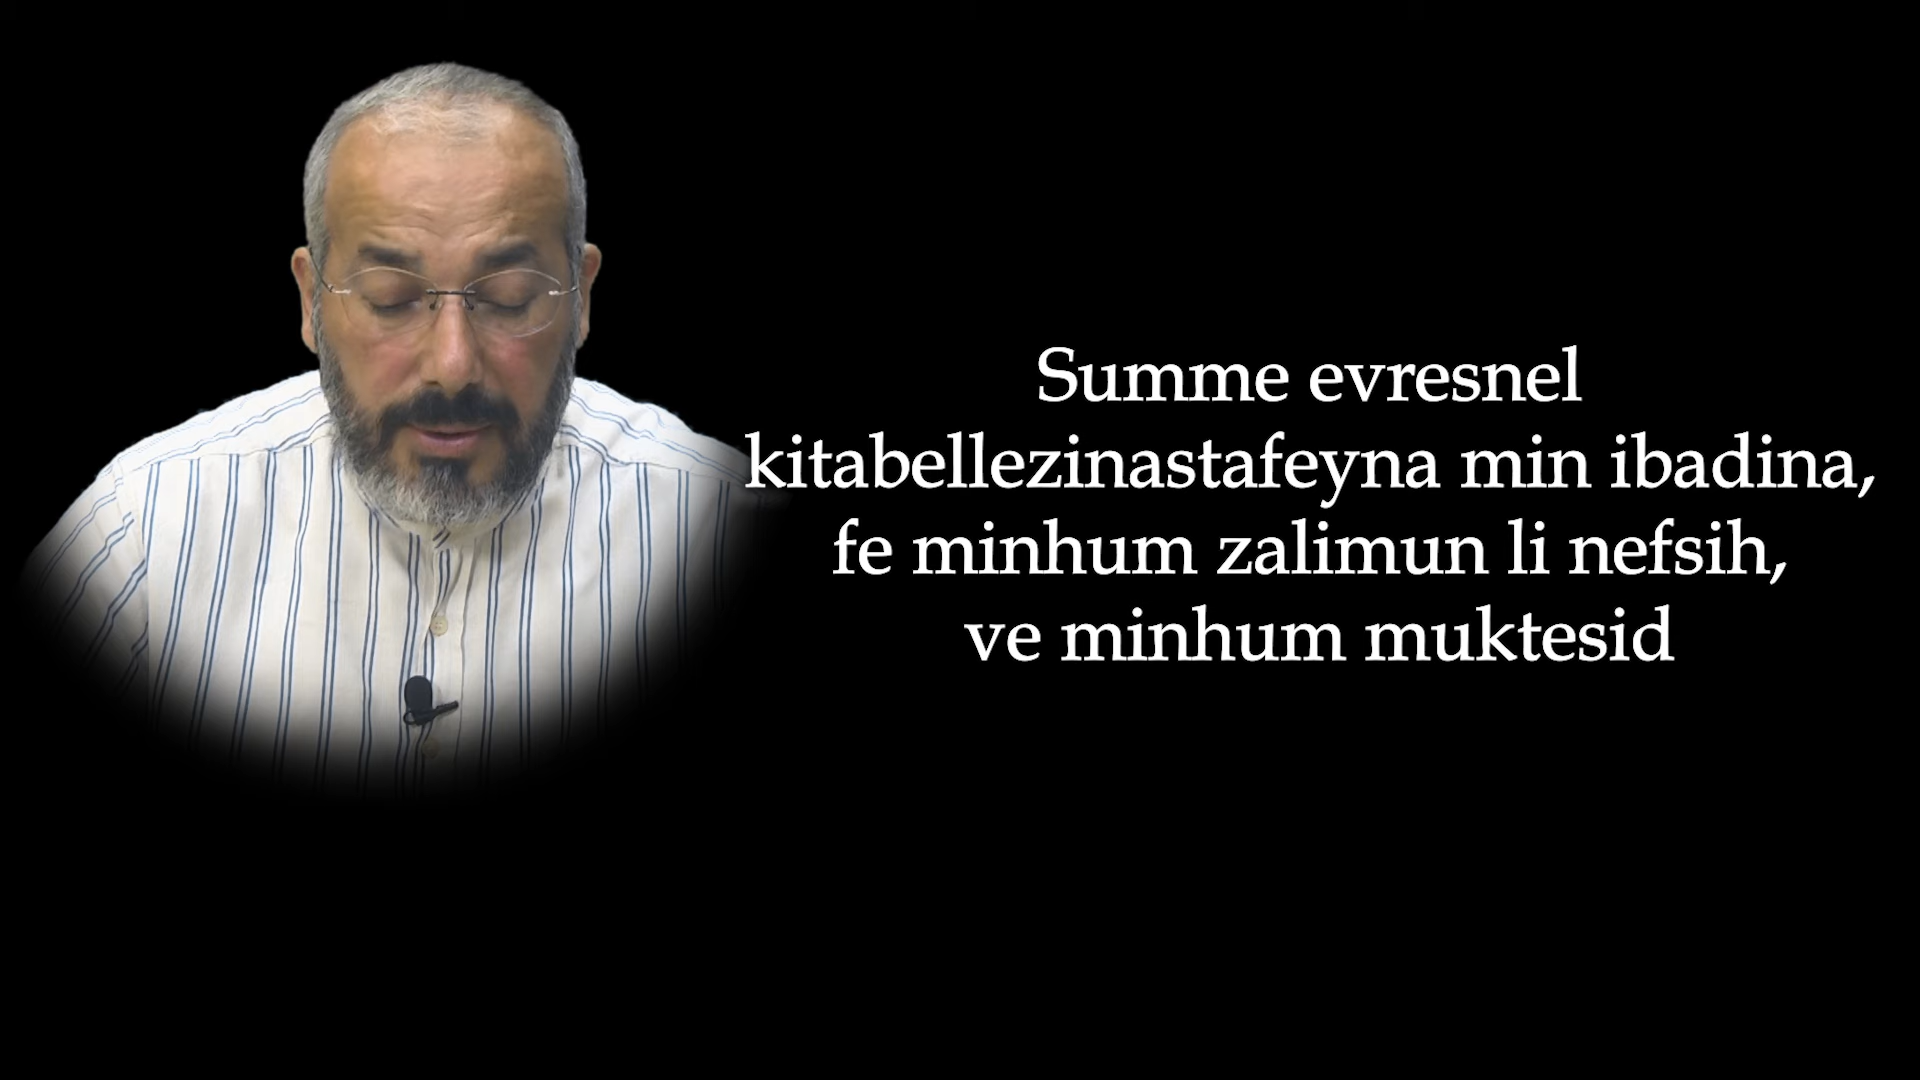 Summe evresnel
kitabellezinastafeyna min ibadina,
fe minhum zalimun li nefsih,
ve minhum muktesid